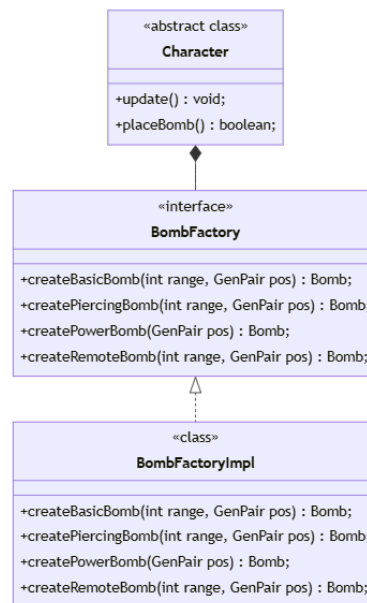 «abstract class»
Character
+update() : void;
+placeBomb() : boolean;
«interface»
BombFactory
+createBasicBomb(int range, GenPair pos) : Bomb;
+createPiercingBomb(int range, GenPair pos) : Bomb
+createPowerBomb(GenPair pos) : Bomb;
+createRemoteBomb(int range, GenPair pos) : Bomb;
«class»
BombFactoryImpl
+createBasicBomb(int range, GenPair pos) : Bomb;
+createPiercingBomb(int range, GenPair pos) : Bomb
+createPowerBomb(GenPair pos) : Bomb;
+createRemoteBomb(int range, GenPair pos) : Bomb;